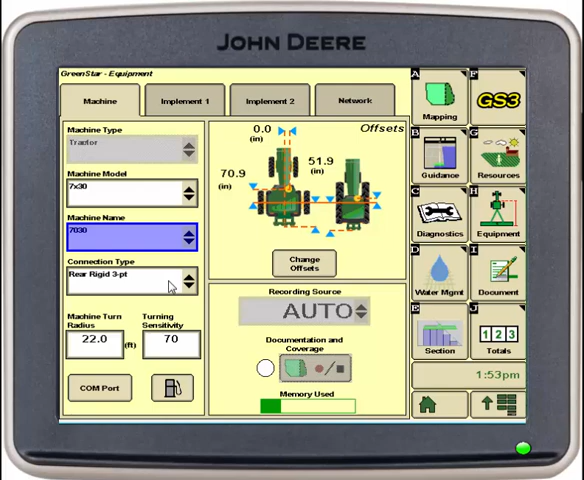 JOHN DEERE
GreenStar - Equipment
Machine
Implement 1
Implement 2
Network
Machine Type
Tractor
Machine Model
7x30
Machine Name
7030
Connection Type
Rear Rigid 3-pt
Machine Turn
Radius
22.0
(ft)
Turning
Sensitivity
70
COM Port
Offsets
0.0
(in)
70.9
(in)
51.9
(in)
Change
Offsets
Recording Source
AUTO
Documentation and
Coverage
Memory Used
A
Mapping
F
GS3
B
Guidance
G
Resources
C
Diagnostics
H
Equipment
D
Water Mgmt
I
Document
E
Section
J
1 2 3
Totals
1:53pm